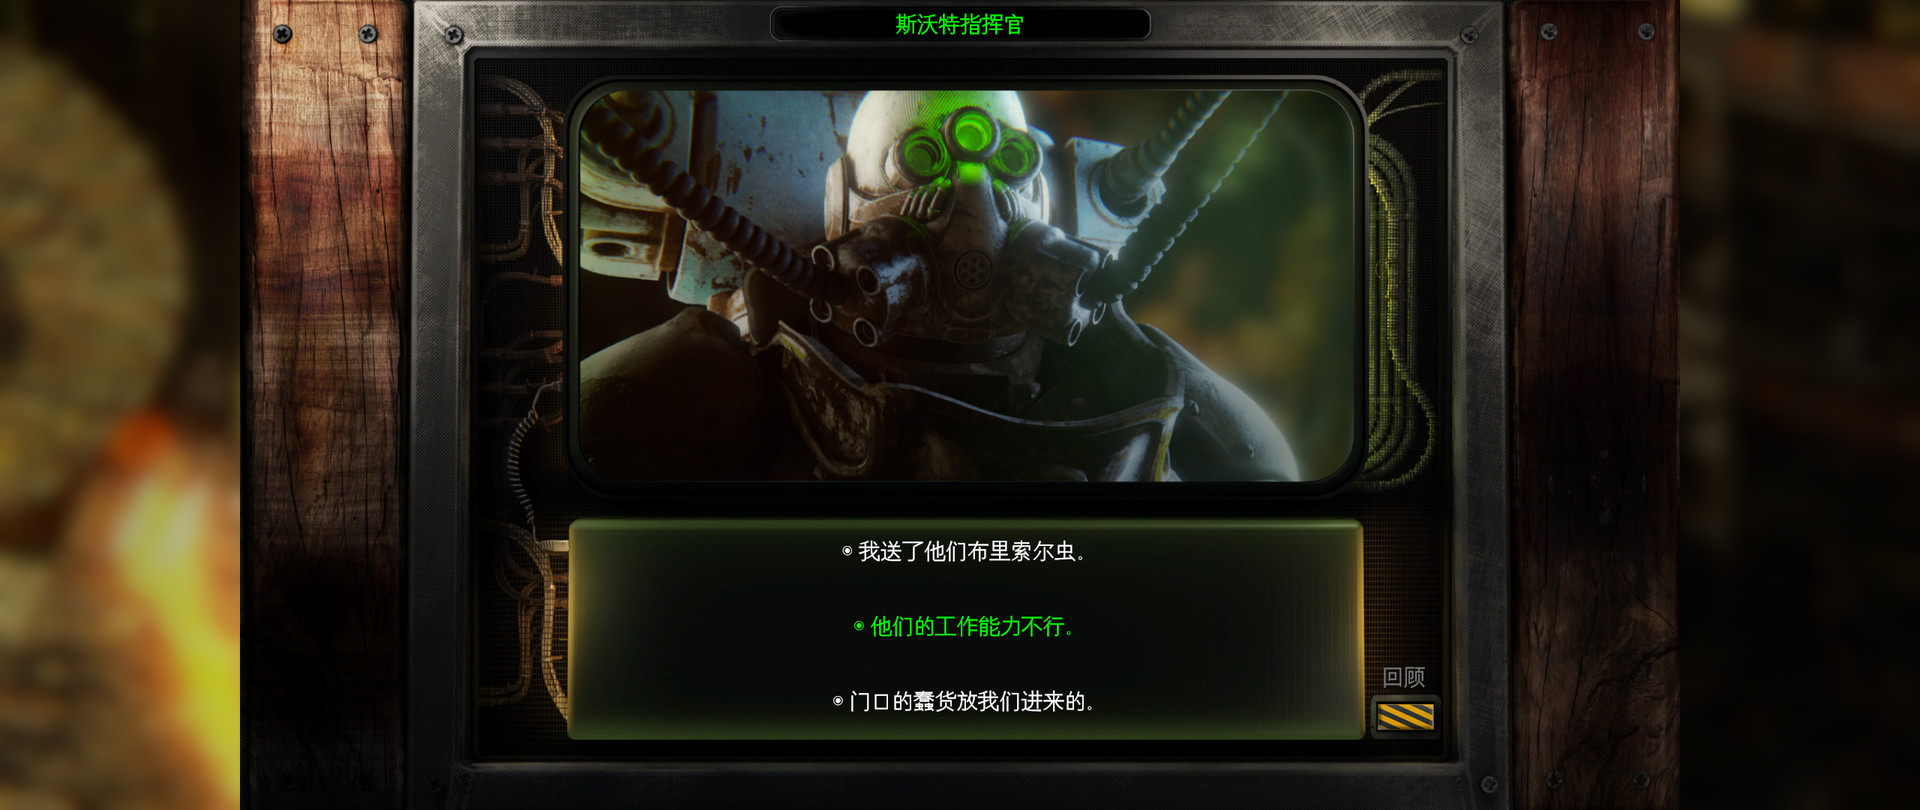 斯沃特指挥官
我送了他们布里索尔虫。
他们的工作能力不行。
门口的蠢货放我们进来的。
回顾